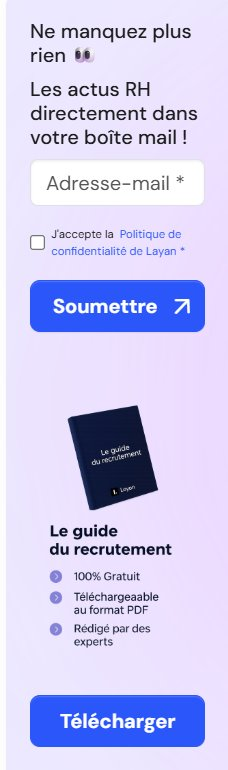 Ne manquez plus
rien 👀
Les actus RH
directement dans
votre boîte mail !
Adresse-mail *
J'accepte la Politique de
confidentialité de Layan *
Soumettre
Le guide
du recrutement
Layan
Le guide
du recrutement
100% Gratuit
Téléchargeaable
au format PDF
Rédigé par des
experts
Télécharger